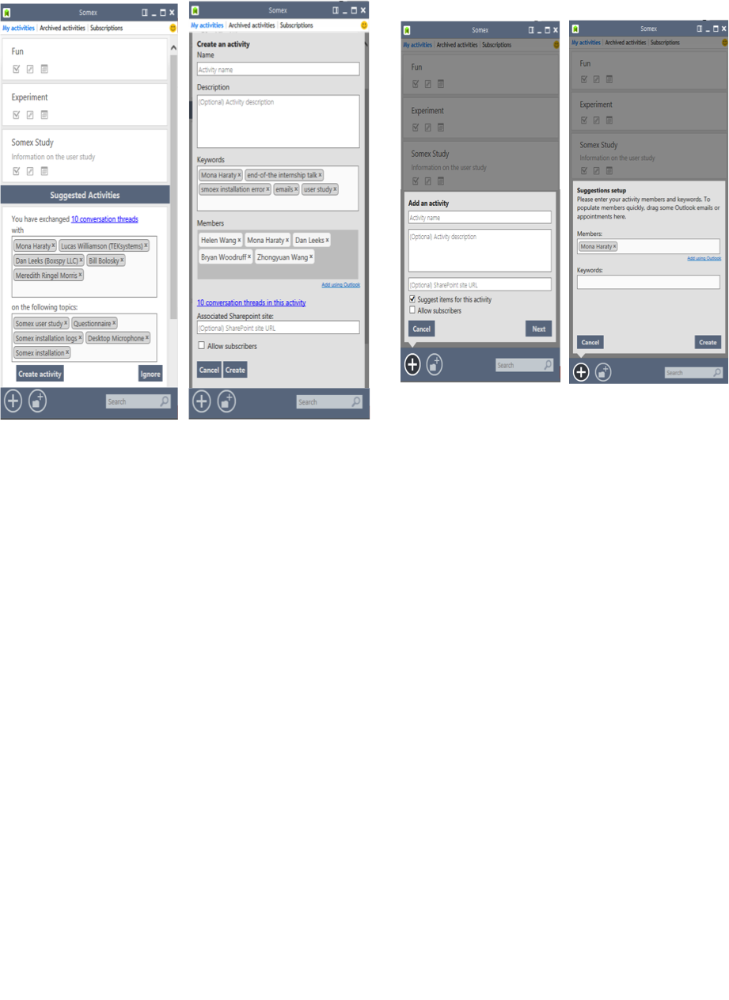 Somex
My activities | Archived activities | Subscriptions
Fun
Experiment
Somex Study
Information on the user study
Suggested Activities
You have exchanged 10 conversation threads
with
Mona Haraty x Lucas Williamson (TEKsystems) x
Dan Leeks (Boxspy LLC) x Bill Bolosky x
Meredith Ringel Morris x
on the following topics:
Somex user study x Questionnaire x
Somex installation logs x Desktop Microphone x
Somex installation x
Create activity Ignore
Search
Somex
My activities | Archived activities | Subscriptions
Create an activity
Name
Activity name
Description
(Optional) Activity description
Keywords
Mona Haraty x end-of-the internship talk x
smoex installation error x emails x user study x
Members
Helen Wang x Mona Haraty x Dan Leeks x
Bryan Woodruff x Zhongyuan Wang x
Add using Outlook
10 conversation threads in this activity
Associated Sharepoint site:
(Optional) SharePoint site URL
Allow subscribers
Cancel Create
Search
Somex
My activities | Archived activities | Subscriptions
Fun
Experiment
Somex Study
Information on the user study
Add an activity
Activity name
(Optional) Activity description
(Optional) SharePoint site URL
Suggest items for this activity
Allow subscribers
Cancel Next
Search
Somex
My activities | Archived activities | Subscriptions
Fun
Experiment
Somex Study
Information on the user study
Suggestions setup
Please enter your activity members and keywords. To
populate members quickly, drag some Outlook emails or
appointments here.
Members:
Mona Haraty x
Add using Outlook
Keywords:
Cancel Create
Search